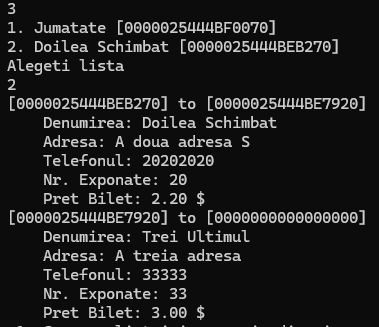 3
1. Jumatate [0000025444BF0070]
2. Doilea Schimbat [0000025444BEB270]
Alegeti lista
2
[0000025444BEB270] to [0000025444BE7920]
    Denumirea: Doilea Schimbat
    Adresa: A doua adresa S
    Telefonul: 20202020
    Nr. Exponate: 20
    Pret Bilet: 2.20 $
[0000025444BE7920] to [0000000000000000]
    Denumirea: Trei Ultimul
    Adresa: A treia adresa
    Telefonul: 33333
    Nr. Exponate: 33
    Pret Bilet: 3.00 $